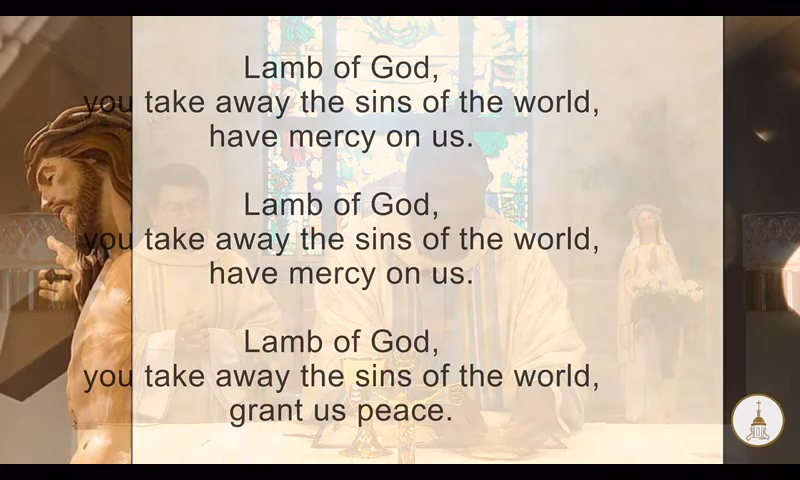 Lamb of God,
you take away the sins of the world,
have mercy on us.
Lamb of God,
you take away the sins of the world,
have mercy on us.
Lamb of God,
you take away the sins of the world,
grant us peace.